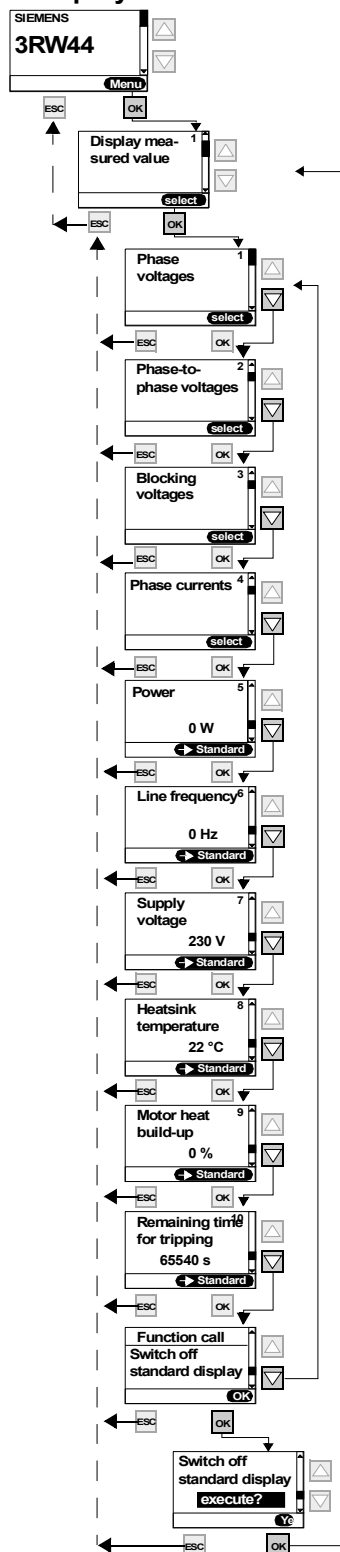 SIEMENS
3RW44
Menu
ESC OK
Display mea- 1
sured value
select
ESC OK
Phase 1
voltages
select
ESC OK
Phase-to- 2
phase voltages
select
ESC OK
Blocking 3
voltages
select
ESC OK
Phase currents 4
select
ESC OK
Power 5
0 W
Standard
ESC OK
Line frequency 6
0 Hz
Standard
ESC OK
Supply 7
voltage
230 V
Standard
ESC OK
Heatsink 8
temperature
22 °C
Standard
ESC OK
Motor heat 9
build-up
0 %
Standard
ESC OK
Remaining time 10
for tripping
65540 s
Standard
ESC OK
Function call
Switch off
standard display
OK
ESC OK
Switch off
standard display
execute?
Ye
ESC OK